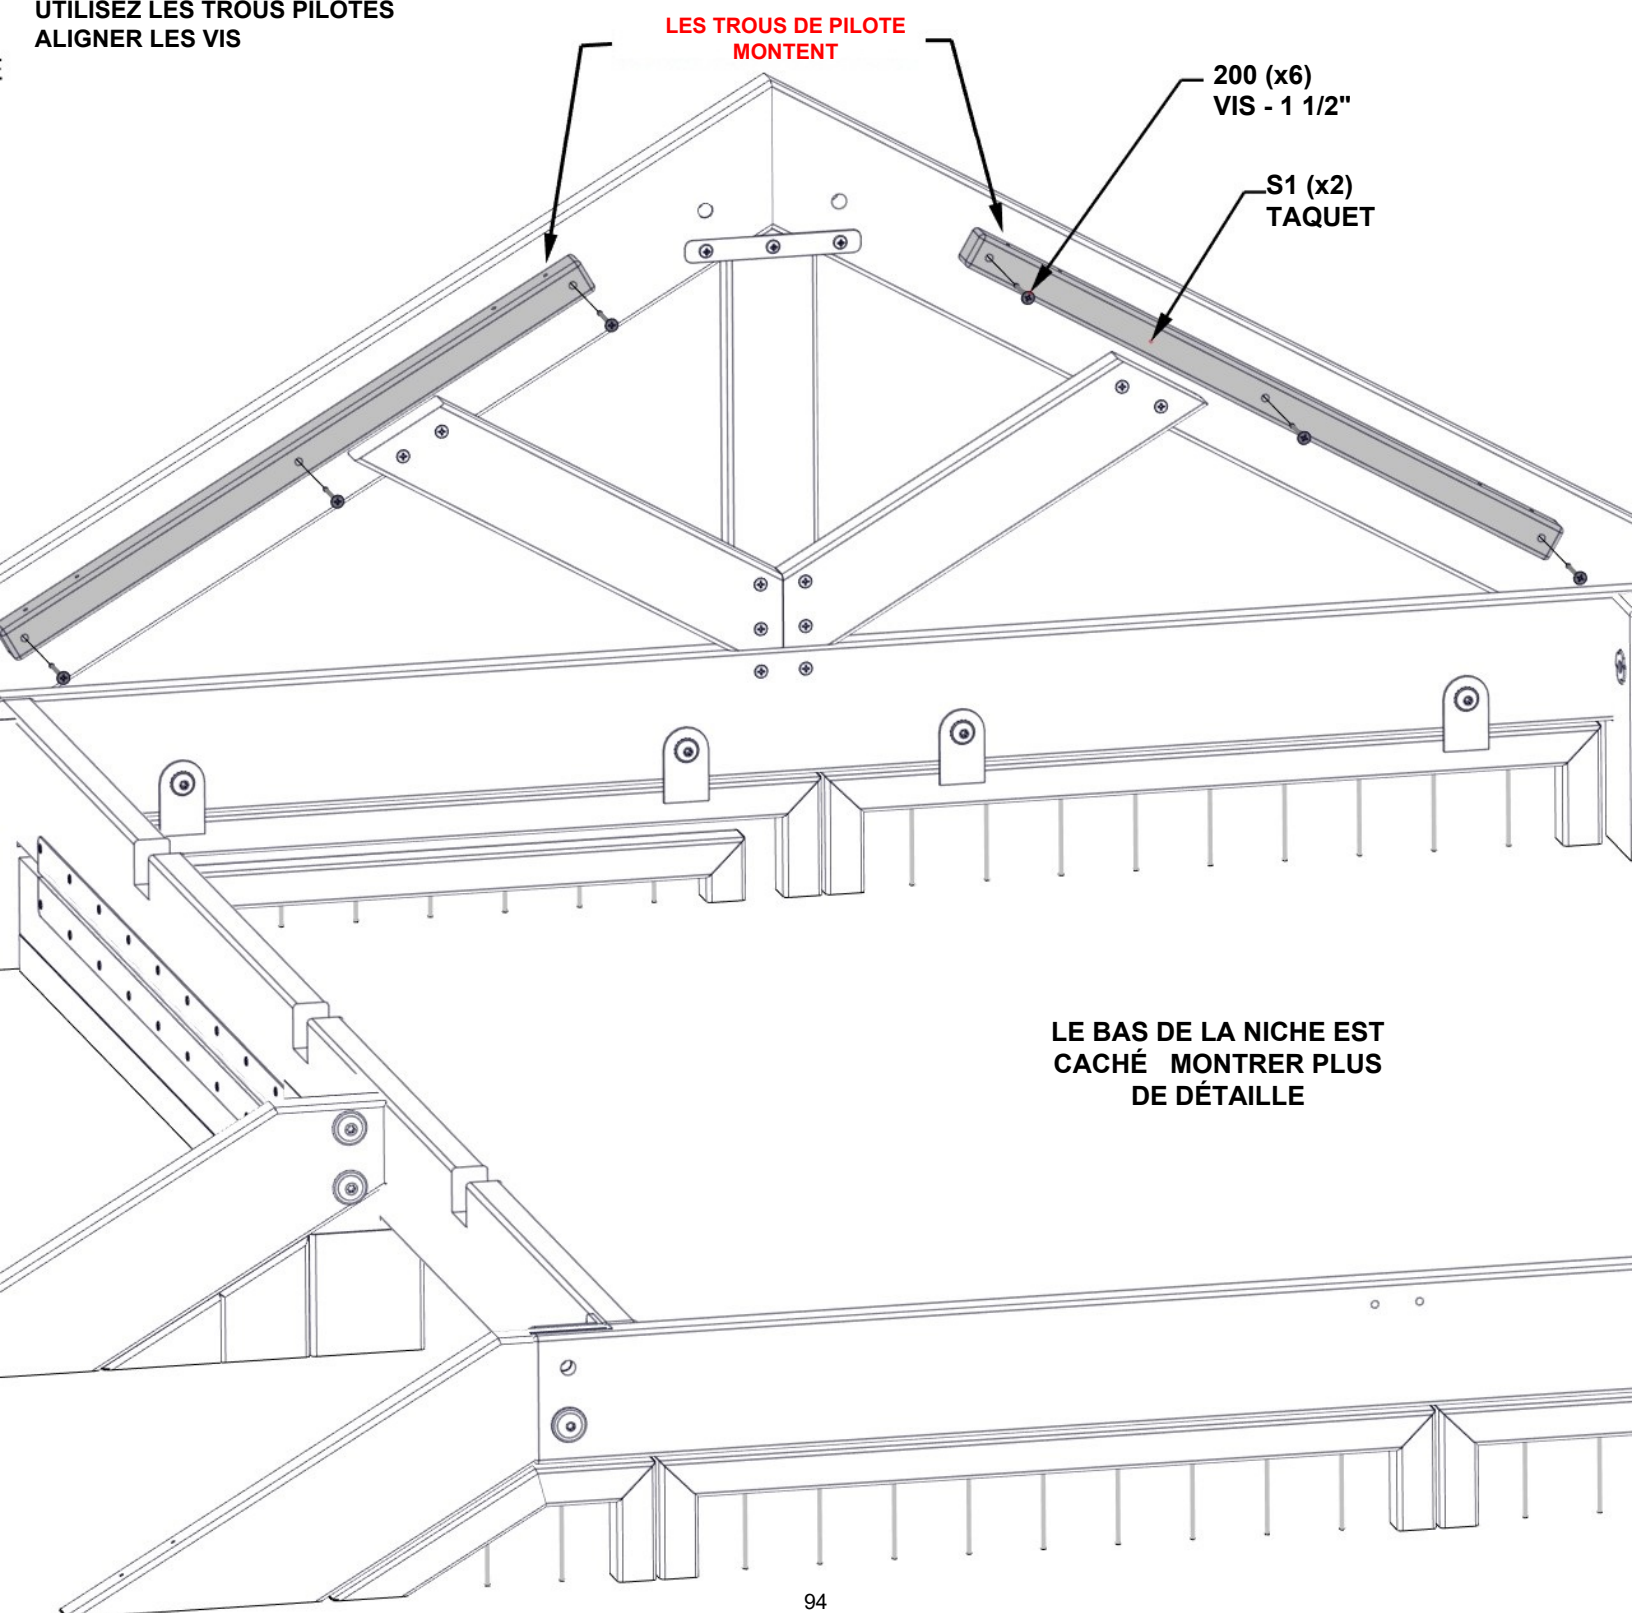 UTILISEZ LES TROUS PILOTES
ALIGNER LES VIS
LES TROUS DE PILOTE
MONTENT
200 (x6)
VIS - 1 1/2"
S1 (x2)
TAQUET
LE BAS DE LA NICHE EST
CACHÉ MONTRER PLUS
DE DÉTAILLE
94